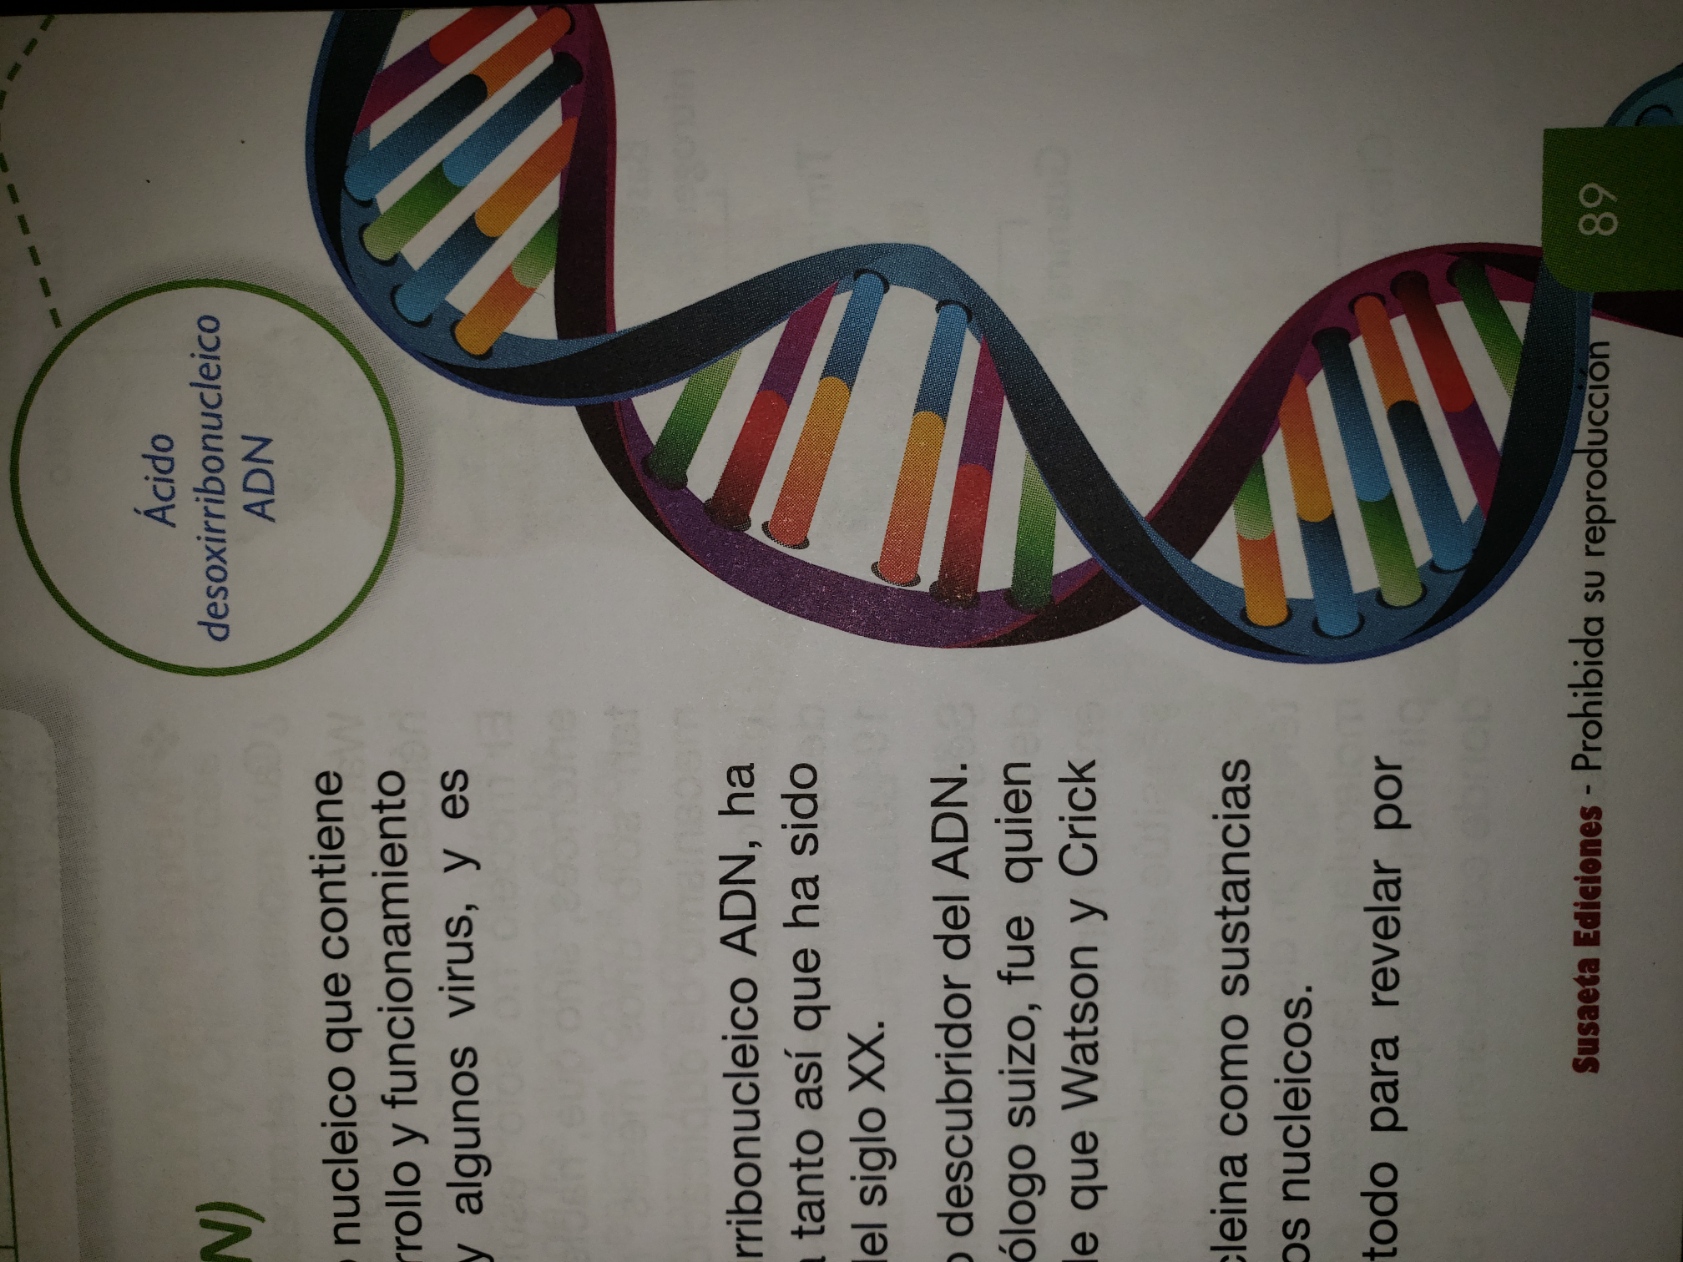 Ácido
desoxirribonucleico
ADN
N)
nucleico que contiene
rrollo y funcionamiento
y algunos virus, y es
irribonucleico ADN, ha
a tanto así que ha sido
del siglo XX.
o descubridor del ADN.
ólogo suizo, fue quien
de que Watson y Crick
cleina como sustancias
os nucleicos.
todo para revelar por
Susaeta Ediciones - Prohibida su reproducción
89